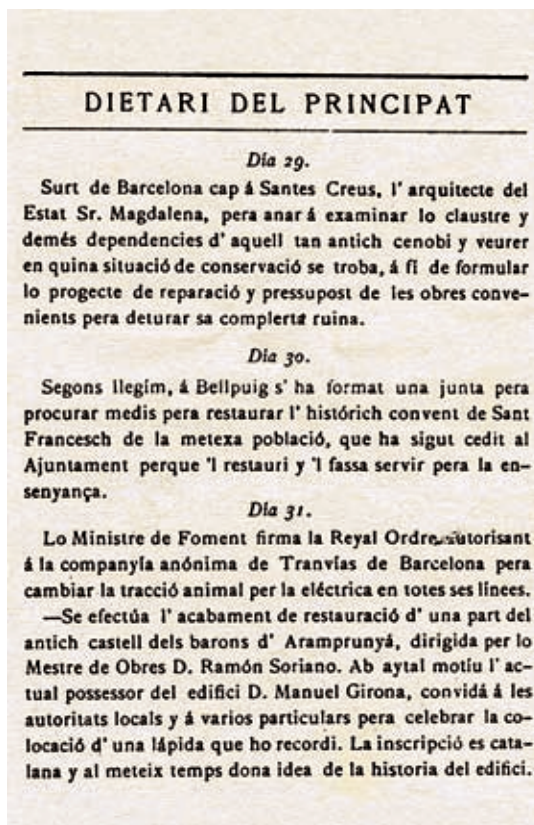 DIETARI DEL PRINCIPAT
Dia 29.
Surt de Barcelona cap á Santes Creus, l' arquitecte del
Estat Sr. Magdalena, pera anar á examinar lo claustre y
demés dependencies d' aquell tan antich cenobi y veurer
en quina situació de conservació se troba, á fí de formular
lo progecte de reparació y pressupost de les obres conve-
nients pera deturar sa complerta ruina.
Dia 30.
Segons llegim, á Bellpuig s' ha format una junta pera
procurar medis pera restaurar l' histórich convent de Sant
Francesch de la metexa població, que ha sigut cedit al
Ajuntament perque 'l restauri y 'l fassa servir pera la en-
senyança.
Dia 31.
Lo Ministre de Foment firma la Reyal Ordre autorisant
á la companyía anónima de Tranvías de Barcelona pera
cambiar la tracció animal per la eléctrica en totes ses línees.
—Se efectúa l' acabament de restauració d' una part del
antich castell dels barons d' Aramprunyá, dirigida per lo
Mestre de Obres D. Ramón Soriano. Ab aytal motiu l' ac-
tual possessor del edifici D. Manuel Girona, convidá á les
autoritats locals y á varios particulars pera celebrar la co-
locació d' una lápida que ho recordi. La inscripció es cata-
lana y al meteix temps dona idea de la historia del edifici.